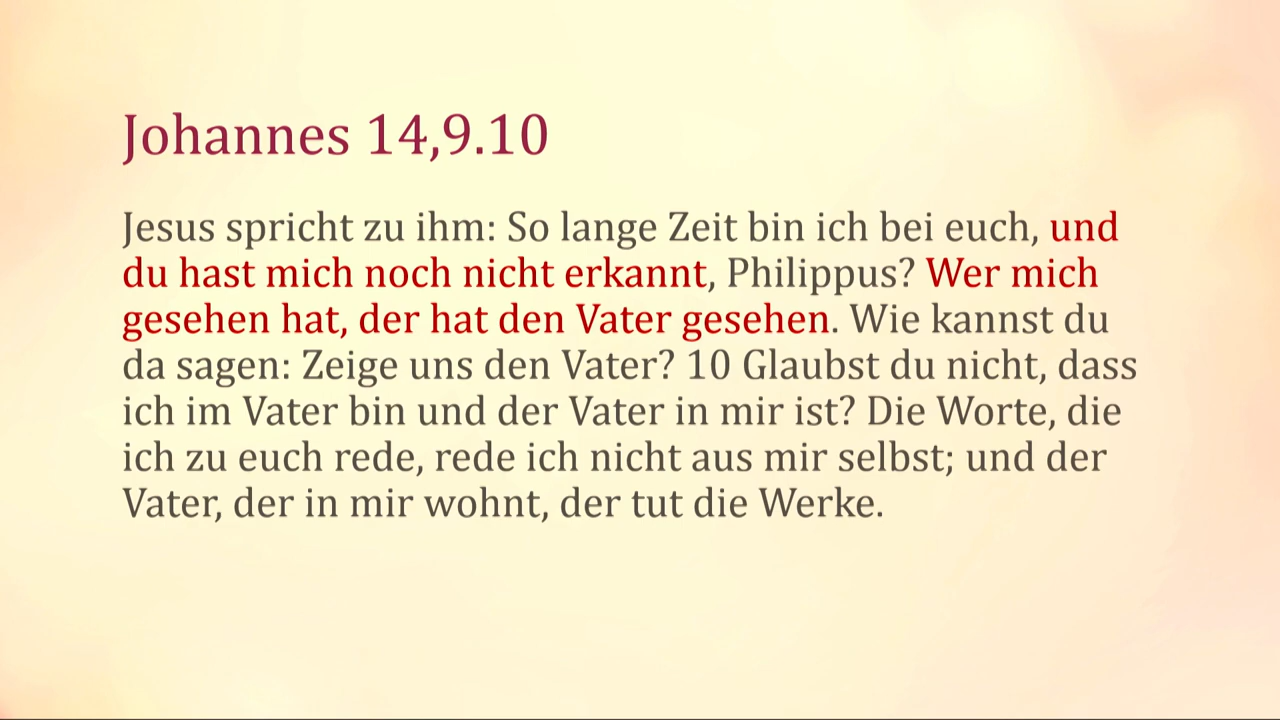 Johannes 14,9.10
Jesus spricht zu ihm: So lange Zeit bin ich bei euch, und
du hast mich noch nicht erkannt, Philippus? Wer mich
gesehen hat, der hat den Vater gesehen. Wie kannst du
da sagen: Zeige uns den Vater? 10 Glaubst du nicht, dass
ich im Vater bin und der Vater in mir ist? Die Worte, die
ich zu euch rede, rede ich nicht aus mir selbst; und der
Vater, der in mir wohnt, der tut die Werke.